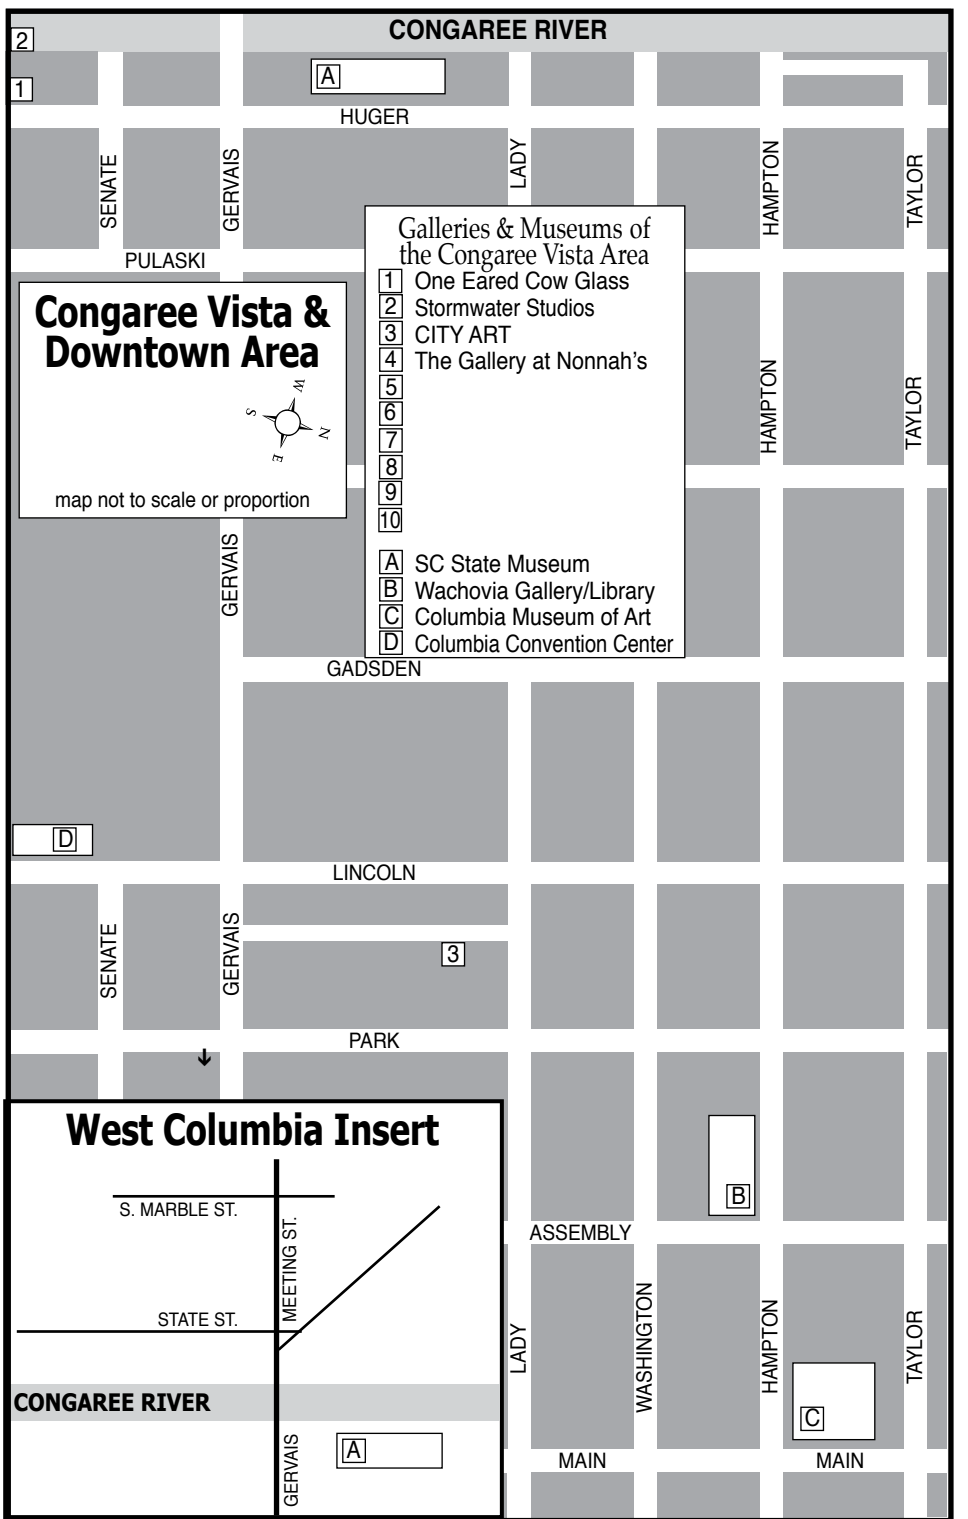 CONGAREE RIVER
2
1
A
HUGER
SENATE
GERVAIS
LADY
HAMPTON
TAYLOR
PULASKI
Galleries & Museums of
the Congaree Vista Area
1 One Eared Cow Glass
2 Stormwater Studios
3 CITY ART
4 The Gallery at Nonnah's
5
6
7
8
9
10
A SC State Museum
B Wachovia Gallery/Library
C Columbia Museum of Art
D Columbia Convention Center
Congaree Vista &
Downtown Area
W
S
N
E
map not to scale or proportion
HAMPTON
TAYLOR
GERVAIS
GADSDEN
D
LINCOLN
SENATE
GERVAIS
3
PARK
West Columbia Insert
S. MARBLE ST.
MEETING ST.
STATE ST.
CONGAREE RIVER
GERVAIS
A
B
ASSEMBLY
LADY
WASHINGTON
HAMPTON
TAYLOR
C
MAIN
MAIN